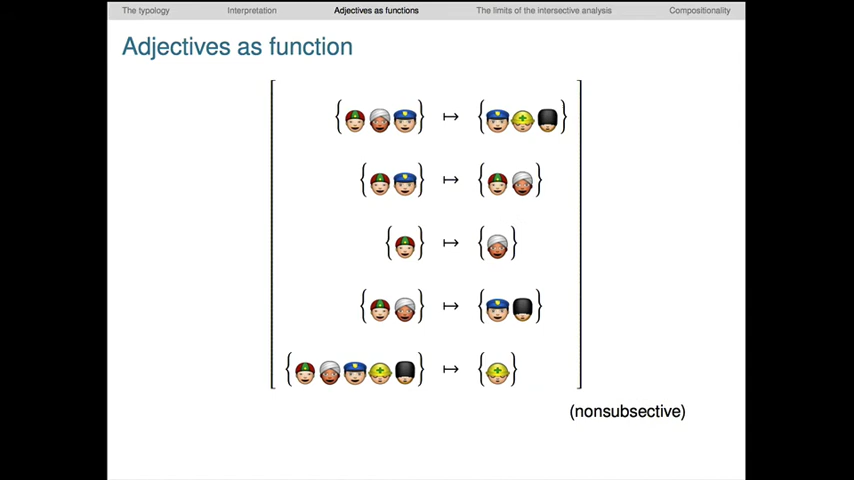 The typology Interpretation Adjectives as functions The limits of the intersective analysis Compositionality
Adjectives as function
{ } ↦ { }
{ } ↦ { }
{ } ↦ { }
{ } ↦ { }
{ } ↦ { }
(nonsubsective)